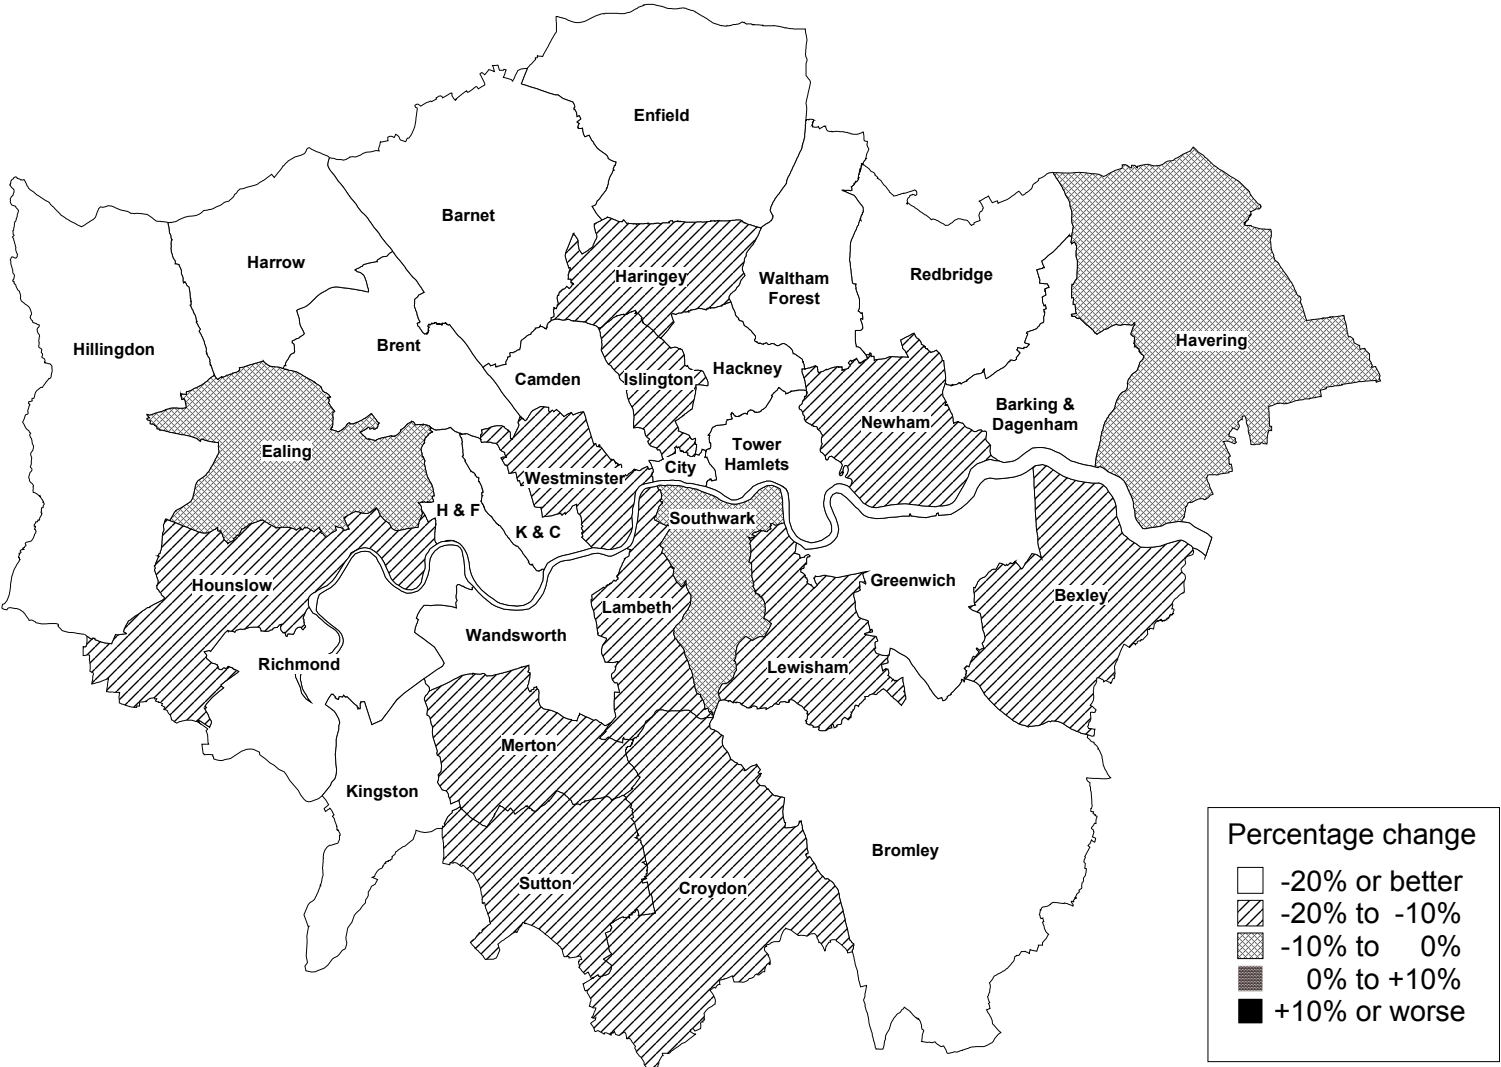 Enfield
Barnet
Harrow
Haringey
Waltham
Forest
Redbridge
Havering
Hillingdon
Brent
Camden
Islington
Hackney
Barking &
Dagenham
Newham
Ealing
Tower
Hamlets
City
Westminster
H & F
K & C
Southwark
Hounslow
Greenwich
Bexley
Lambeth
Wandsworth
Richmond
Lewisham
Merton
Kingston
Bromley
Sutton
Croydon
Percentage change
-20% or better
-20% to -10%
-10% to 0%
0% to +10%
+10% or worse